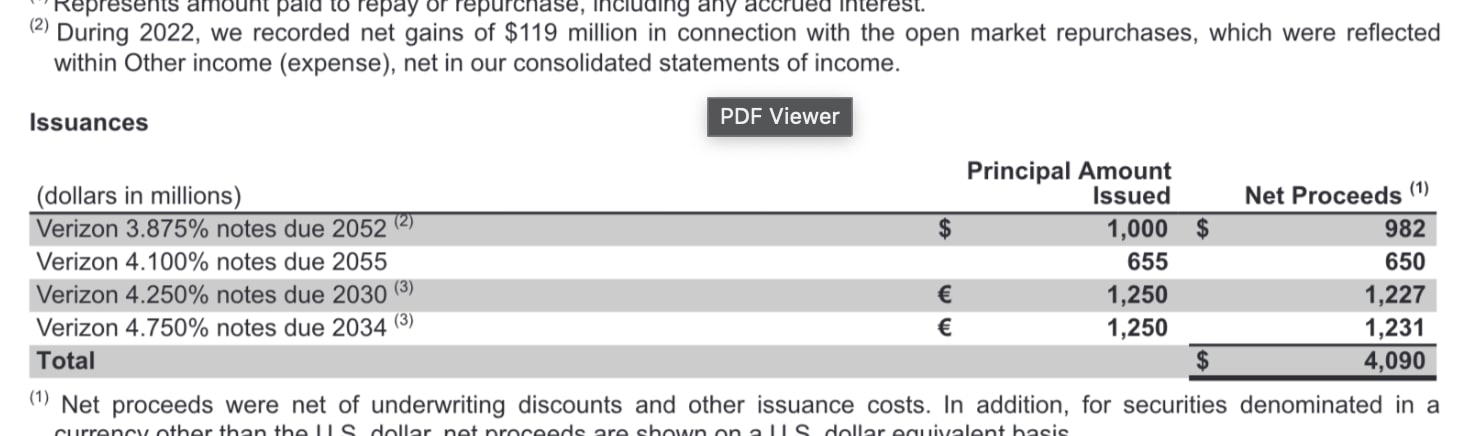 (1) Represents amount paid to repay or repurchase, including any accrued interest.
(2) During 2022, we recorded net gains of $119 million in connection with the open market repurchases, which were reflected
within Other income (expense), net in our consolidated statements of income.
PDF Viewer
Issuances
(dollars in millions) Principal Amount Issued Net Proceeds (1)
Verizon 3.875% notes due 2052 (2) $ 1,000 $ 982
Verizon 4.100% notes due 2055 655 650
Verizon 4.250% notes due 2030 (3) € 1,250 1,227
Verizon 4.750% notes due 2034 (3) € 1,250 1,231
Total $ 4,090
(1) Net proceeds were net of underwriting discounts and other issuance costs. In addition, for securities denominated in a
currency other than the U.S. dollar, net proceeds are shown on a U.S. dollar equivalent basis.